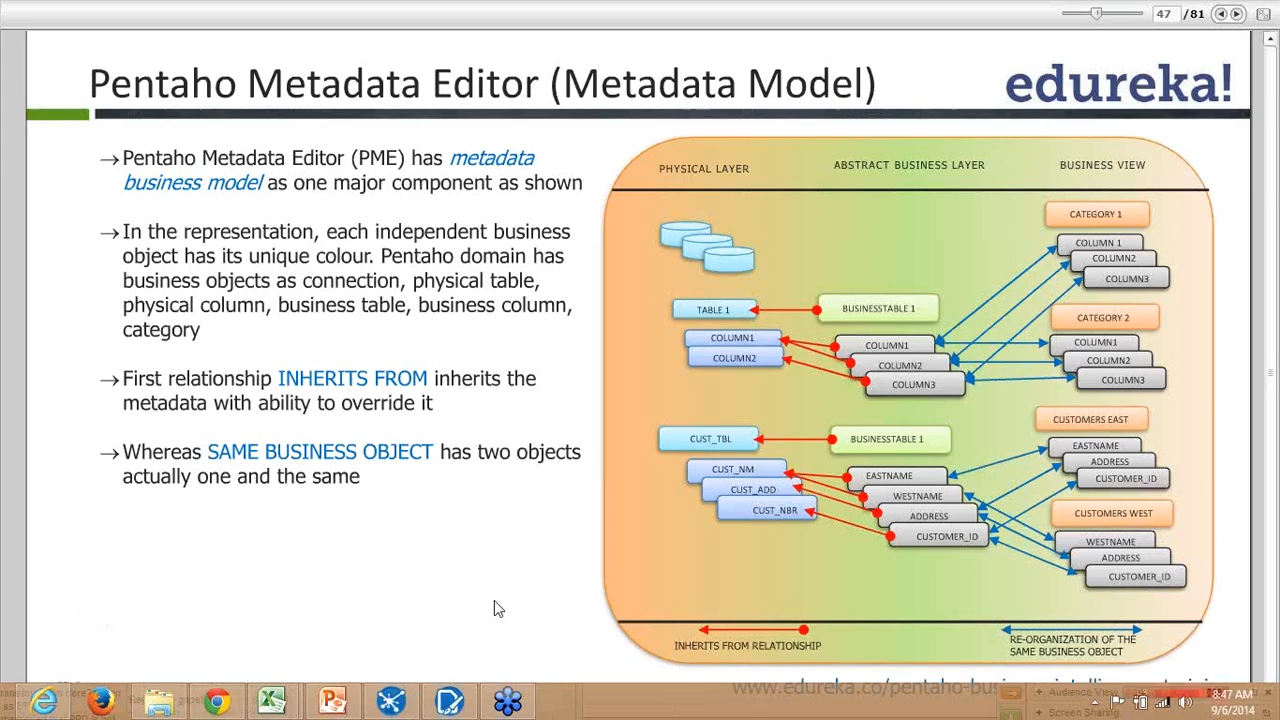 47 /81
Pentaho Metadata Editor (Metadata Model)
edureka!
→Pentaho Metadata Editor (PME) has metadata
business model as one major component as shown
→In the representation, each independent business
object has its unique colour. Pentaho domain has
business objects as connection, physical table,
physical column, business table, business column,
category
→First relationship INHERITS FROM inherits the
metadata with ability to override it
→Whereas SAME BUSINESS OBJECT has two objects
actually one and the same
PHYSICAL LAYER
ABSTRACT BUSINESS LAYER
BUSINESS VIEW
CATEGORY 1
COLUMN 1
COLUMN2
COLUMN3
TABLE 1
BUSINESSTABLE 1
CATEGORY 2
COLUMN1
COLUMN2
COLUMN1
COLUMN2
COLUMN3
COLUMN1
COLUMN2
COLUMN3
CUSTOMERS EAST
CUST_TBL
BUSINESSTABLE 1
EASTNAME
ADDRESS
CUSTOMER_ID
CUST_NM
CUST_ADD
CUST_NBR
EASTNAME
WESTNAME
ADDRESS
CUSTOMER_ID
CUSTOMERS WEST
WESTNAME
ADDRESS
CUSTOMER_ID
INHERITS FROM RELATIONSHIP
RE-ORGANIZATION OF THE
SAME BUSINESS OBJECT
www.edureka.co/pentaho-bus
Audience View
Screen Sharing
8:47 AM
9/6/2014